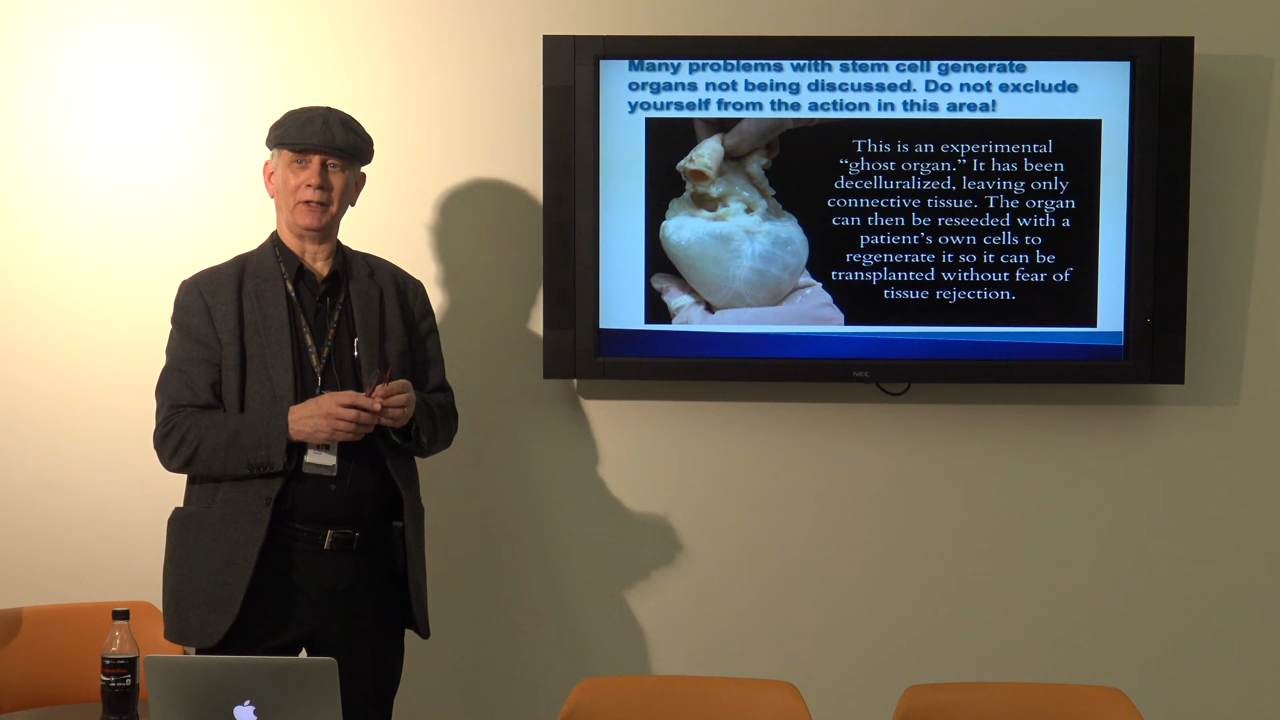 Many problems with stem cell generate
organs not being discussed. Do not exclude
yourself from the action in this area!
This is an experimental
“ghost organ.” It has been
decelluralized, leaving only
connective tissue. The organ
can then be reseeded with a
patient’s own cells to
regenerate it so it can be
transplanted without fear of
tissue rejection.
NEC